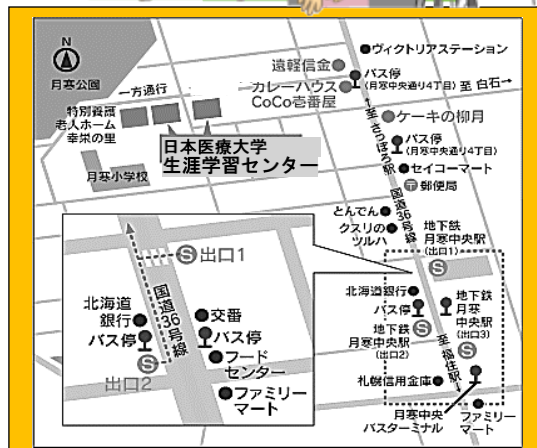 N
月寒公園
ヴィクトリアステーション
遠軽信金
バス停
(月寒中央通り4丁目)
至 白石→
カレーハウス
CoCo壱番屋
一方通行
特別養護
老人ホーム
幸栄の里
日本医療大学
生涯学習センター
月寒小学校
←至 さっぽろ駅
ケーキの柳月
バス停
(月寒中央通り4丁目)
セイコーマート
〒郵便局
国道36号線
とんでん
クスリの
ツルハ
地下鉄
月寒中央駅
(出口1)
S
北海道銀行
バス停
地下鉄
月寒中央駅
(出口2)
S
地下鉄
月寒
中央駅
(出口3)
S
至 福住駅→
札幌信用金庫
月寒中央
バスターミナル
ファミリー
マート
S 出口1
国道36号線
北海道
銀行
バス停
S
出口2
交番
バス停
フード
センター
ファミリー
マート